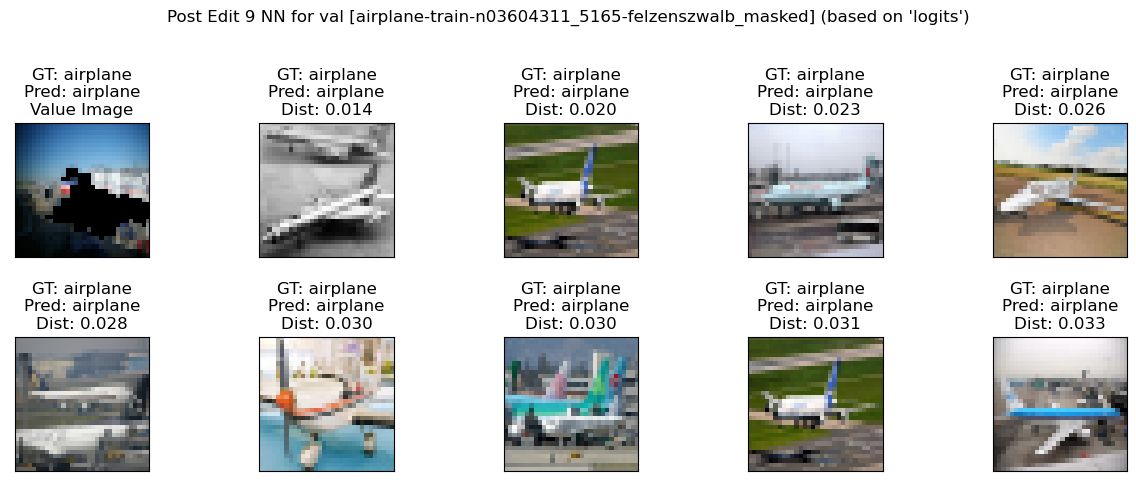 Post Edit 9 NN for val [airplane-train-n03604311_5165-felzenszwalb_masked] (based on 'logits')
GT: airplane
Pred: airplane
Value Image
GT: airplane
Pred: airplane
Dist: 0.014
GT: airplane
Pred: airplane
Dist: 0.020
GT: airplane
Pred: airplane
Dist: 0.023
GT: airplane
Pred: airplane
Dist: 0.026
GT: airplane
Pred: airplane
Dist: 0.028
GT: airplane
Pred: airplane
Dist: 0.030
GT: airplane
Pred: airplane
Dist: 0.030
GT: airplane
Pred: airplane
Dist: 0.031
GT: airplane
Pred: airplane
Dist: 0.033